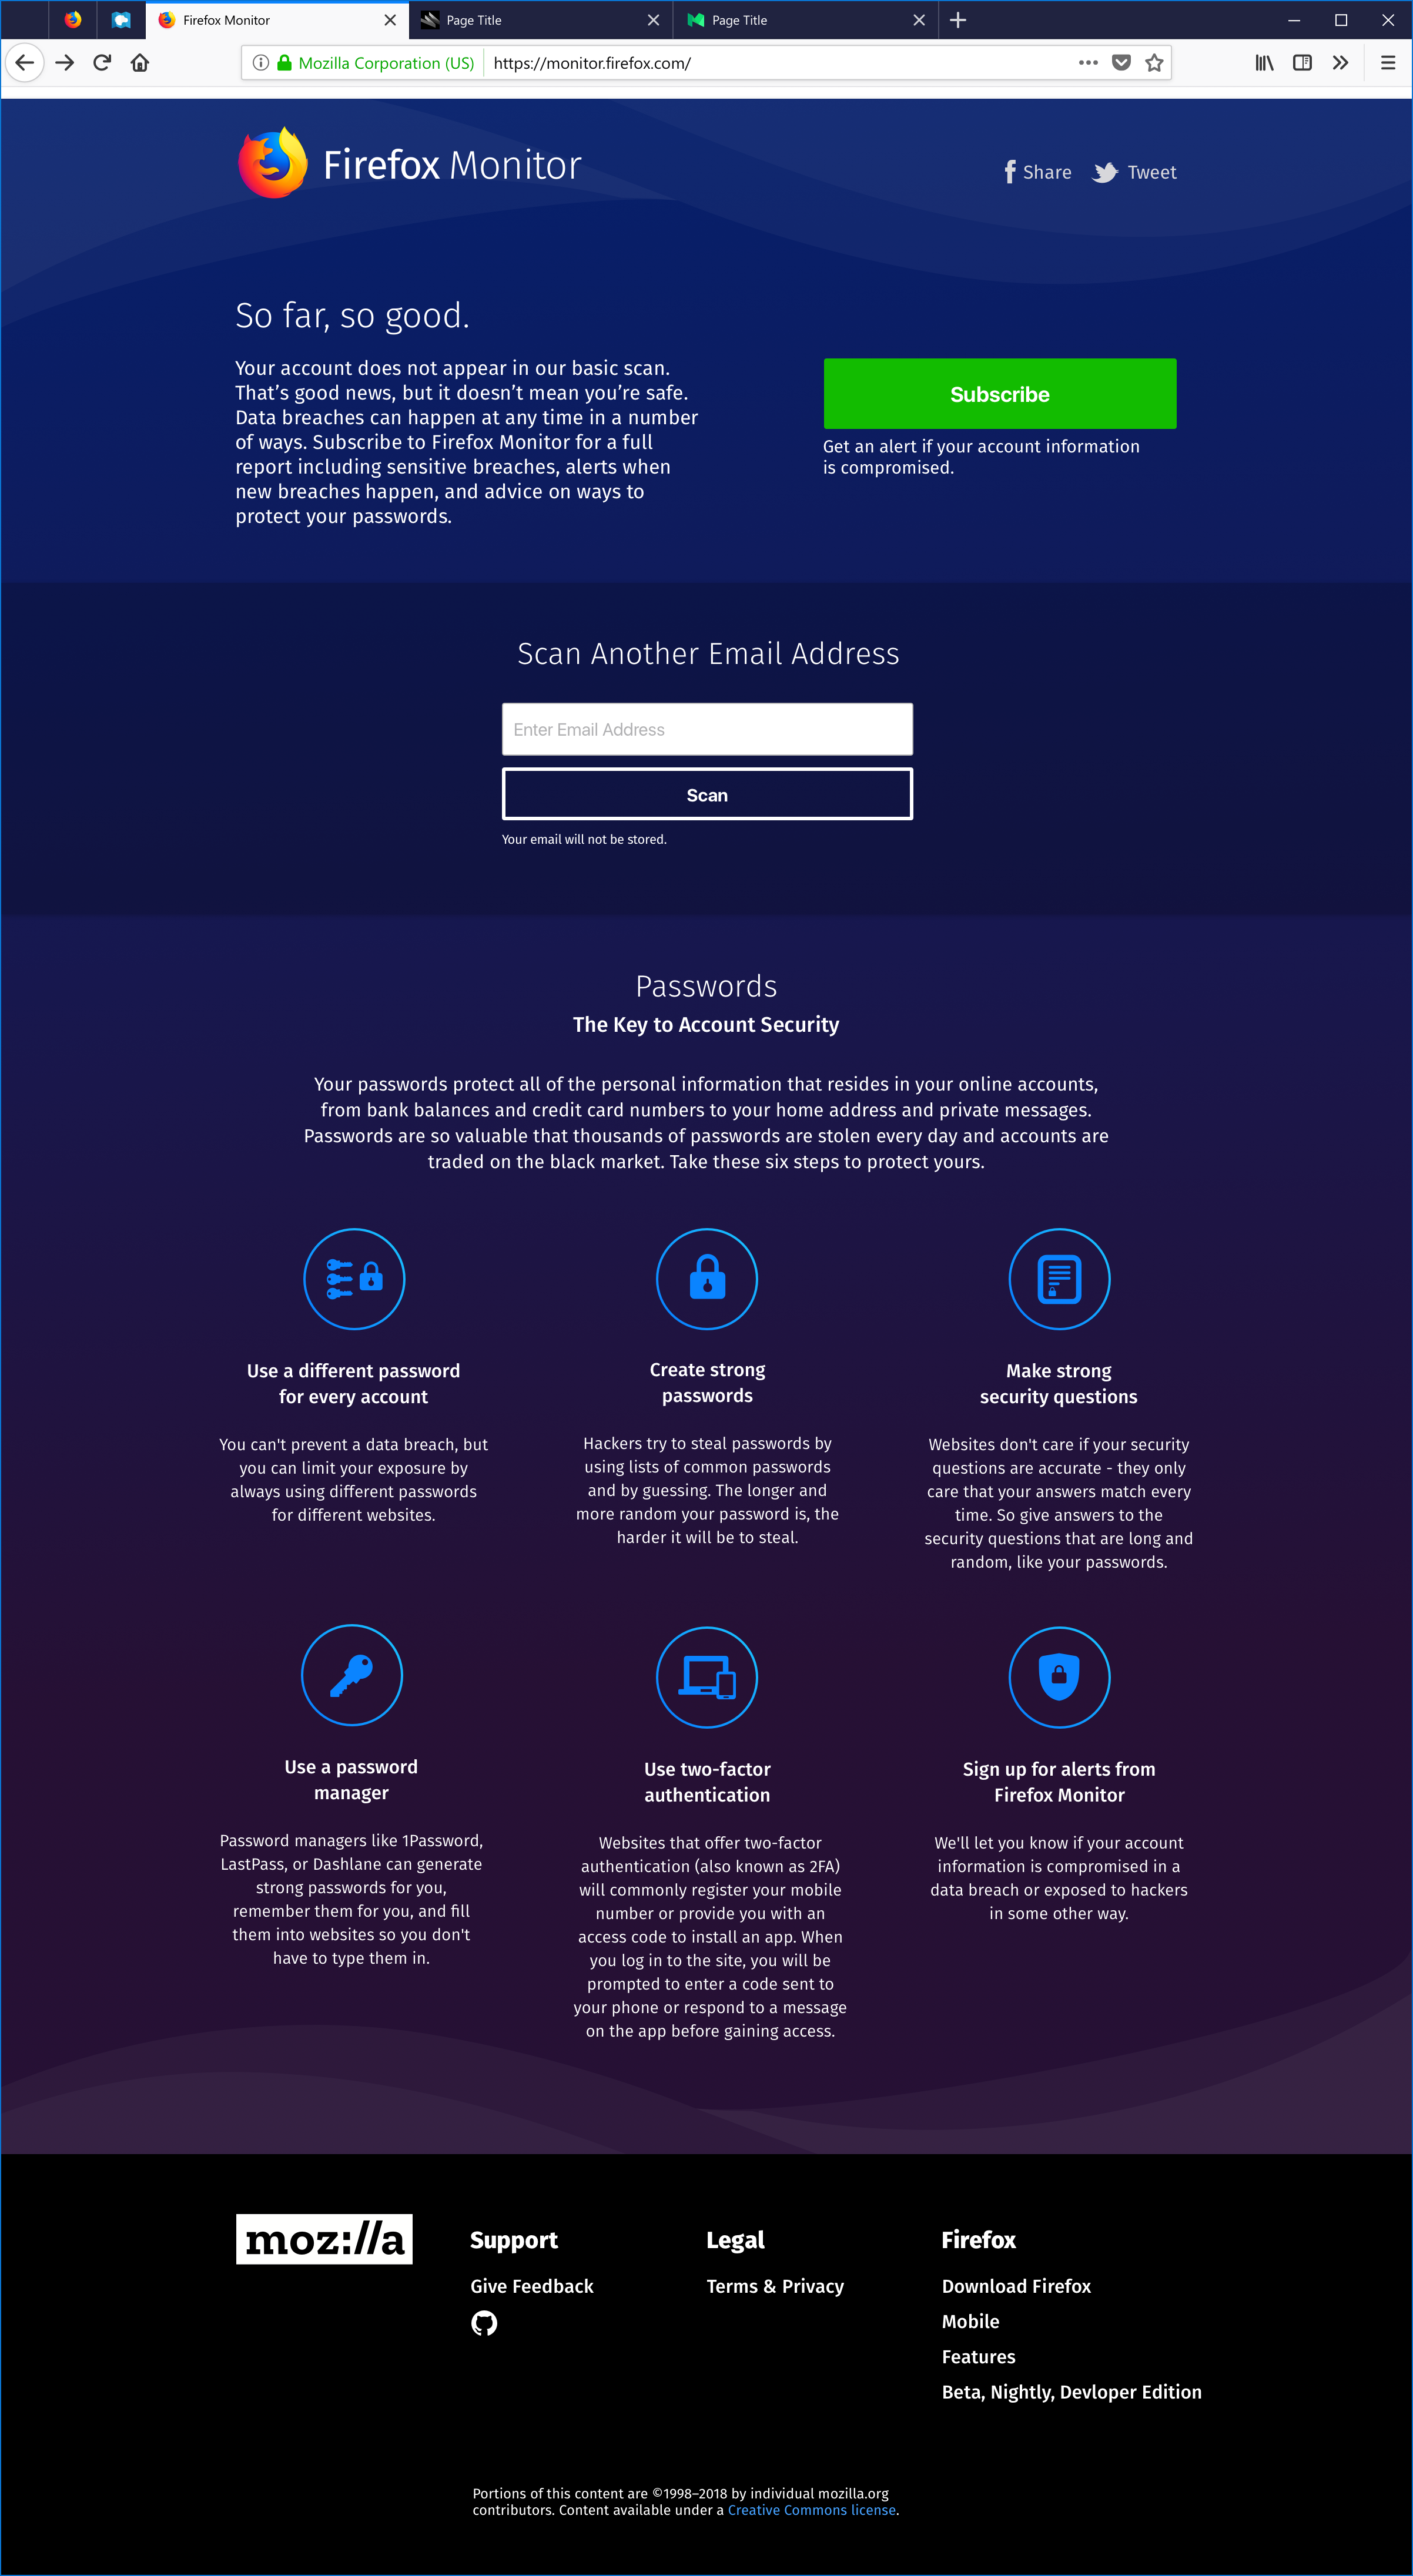 Firefox Monitor
Page Title
Page Title
Mozilla Corporation (US)
https://monitor.firefox.com/
Firefox Monitor
Share
Tweet
So far, so good.
Your account does not appear in our basic scan.
That’s good news, but it doesn’t mean you’re safe.
Data breaches can happen at any time in a number
of ways. Subscribe to Firefox Monitor for a full
report including sensitive breaches, alerts when
new breaches happen, and advice on ways to
protect your passwords.
Subscribe
Get an alert if your account information
is compromised.
Scan Another Email Address
Enter Email Address
Scan
Your email will not be stored.
Passwords
The Key to Account Security
Your passwords protect all of the personal information that resides in your online accounts,
from bank balances and credit card numbers to your home address and private messages.
Passwords are so valuable that thousands of passwords are stolen every day and accounts are
traded on the black market. Take these six steps to protect yours.
Use a different password
for every account
You can't prevent a data breach, but
you can limit your exposure by
always using different passwords
for different websites.
Create strong
passwords
Hackers try to steal passwords by
using lists of common passwords
and by guessing. The longer and
more random your password is, the
harder it will be to steal.
Make strong
security questions
Websites don't care if your security
questions are accurate - they only
care that your answers match every
time. So give answers to the
security questions that are long and
random, like your passwords.
Use a password
manager
Password managers like 1Password,
LastPass, or Dashlane can generate
strong passwords for you,
remember them for you, and fill
them into websites so you don't
have to type them in.
Use two-factor
authentication
Websites that offer two-factor
authentication (also known as 2FA)
will commonly register your mobile
number or provide you with an
access code to install an app. When
you log in to the site, you will be
prompted to enter a code sent to
your phone or respond to a message
on the app before gaining access.
Sign up for alerts from
Firefox Monitor
We'll let you know if your account
information is compromised in a
data breach or exposed to hackers
in some other way.
moz://a
Support
Give Feedback
Legal
Terms & Privacy
Firefox
Download Firefox
Mobile
Features
Beta, Nightly, Devloper Edition
Portions of this content are ©1998–2018 by individual mozilla.org
contributors. Content available under a Creative Commons license.